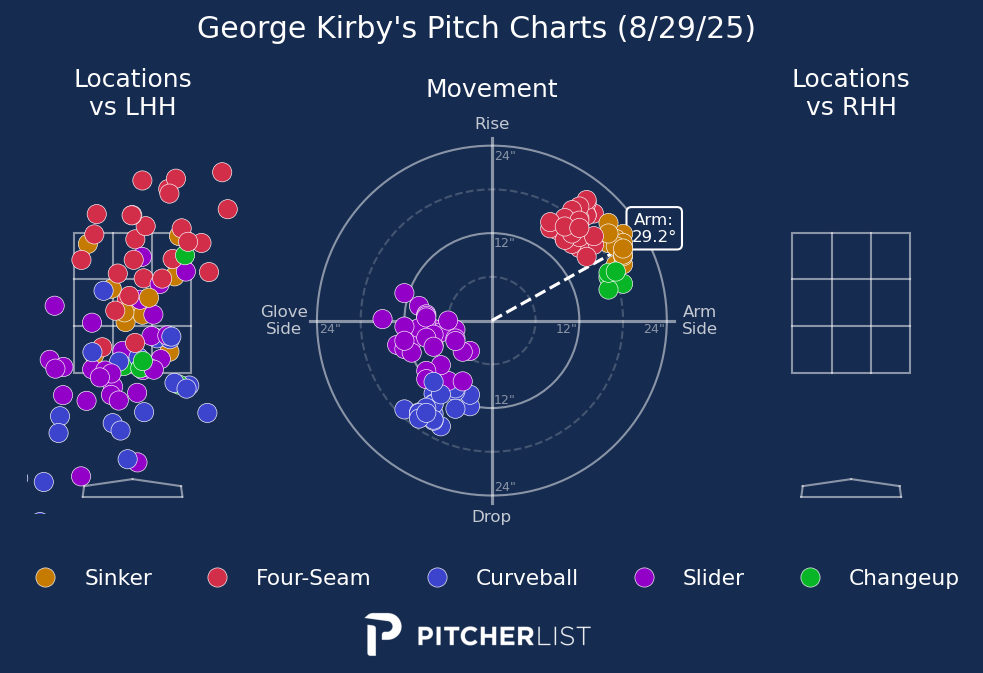 George Kirby's Pitch Charts (8/29/25)
Locations
vs LHH
Movement
Locations
vs RHH
Rise
24"
12"
Arm:
29.2°
Glove
Side
24"
12"
24"
Arm
Side
12"
24"
Drop
Sinker
Four-Seam
Curveball
Slider
Changeup
PITCHERLIST